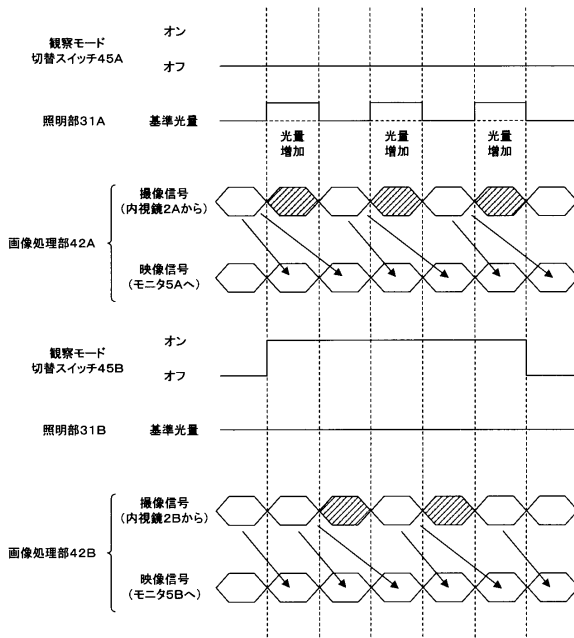 オン
観察モード
切替スイッチ45A
オフ
照明部31A
基準光量
光量
増加
光量
増加
光量
増加
撮像信号
(内視鏡2Aから)
画像処理部42A
映像信号
(モニタ5Aへ)
オン
観察モード
切替スイッチ45B
オフ
照明部31B
基準光量
撮像信号
(内視鏡2Bから)
画像処理部42B
映像信号
(モニタ5Bへ)